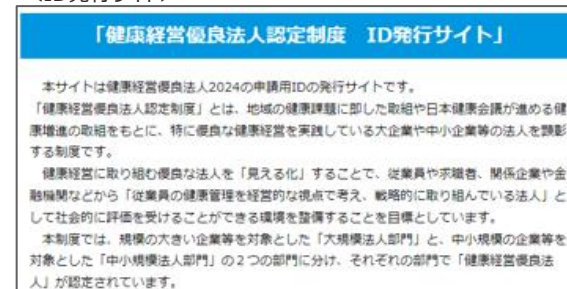 「健康経営優良法人認定制度　ID発行サイト」
本サイトは健康経営優良法人2024の申請用IDの発行サイトです。
「健康経営優良法人認定制度」とは、地域の健康課題に即した取組や日本健康会議が進める健
康増進の取組をもとに、特に優良な健康経営を実践している大企業や中小企業等の法人を顕彰
する制度です。
健康経営に取り組む優良な法人を「見える化」することで、従業員や求職者、関係企業や金
融機関などから「従業員の健康管理を経営的な視点で考え、戦略的に取り組んでいる法人」と
して社会的に評価を受けることができる環境を整備することを目標としています。
本制度では、規模の大きい企業等を対象とした「大規模法人部門」と、中小規模の企業等を
対象とした「中小規模法人部門」の２つの部門に分け、それぞれの部門で「健康経営優良法
人」が認定されています。